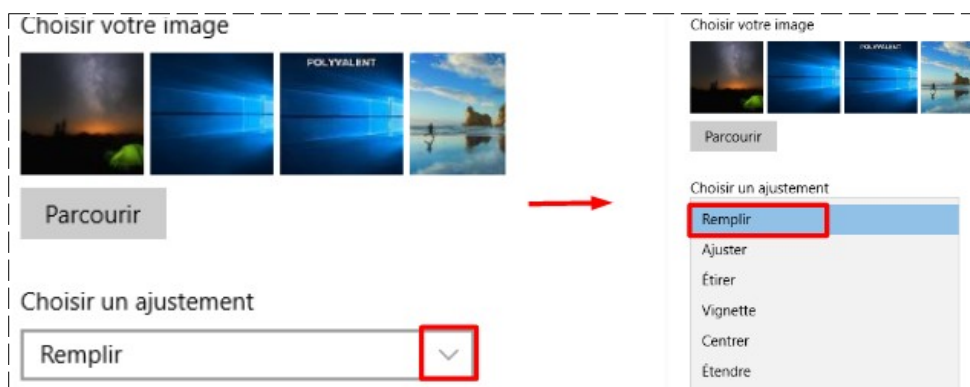 Choisir votre image
POLYVALENT
Parcourir
Choisir un ajustement
Remplir
Choisir votre image
POLYVALENT
Parcourir
Choisir un ajustement
Remplir
Ajuster
Étirer
Vignette
Centrer
Étendre